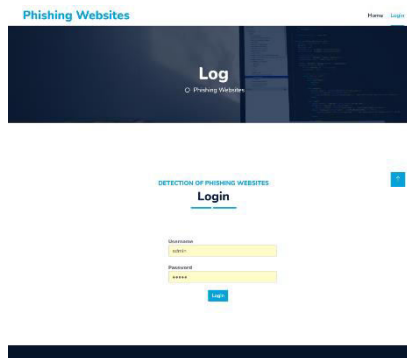 Phishing Websites
Home Login
Log
Phishing Websites
DETECTION OF PHISHING WEBSITES
Login
Username
admin
Password
•••••
Login